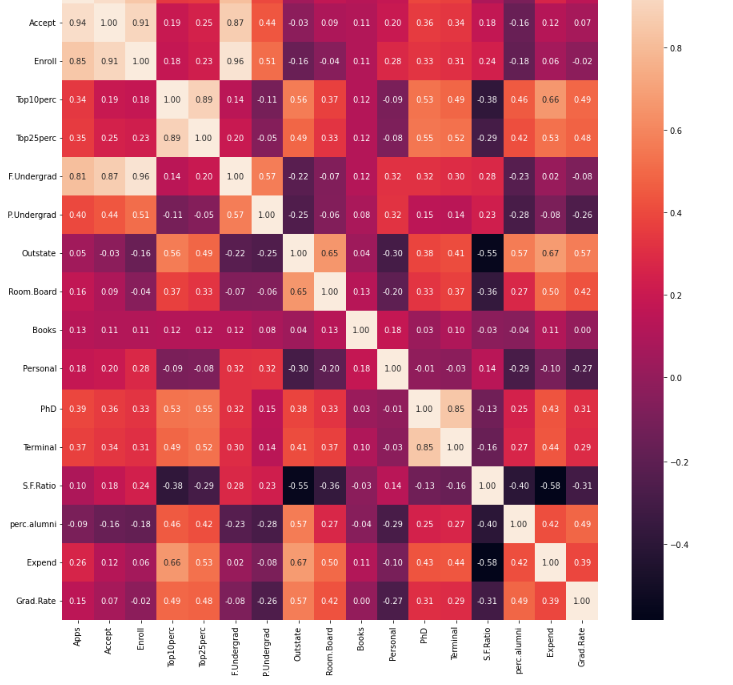 Accept 0.94 1.00 0.91 0.19 0.25 0.87 0.44 -0.03 0.09 0.11 0.20 0.36 0.34 0.18 -0.16 0.12 0.07
Enroll 0.85 0.91 1.00 0.18 0.23 0.96 0.51 -0.16 -0.04 0.11 0.28 0.33 0.31 0.24 -0.18 0.06 -0.02
Top10perc 0.34 0.19 0.18 1.00 0.89 0.14 -0.11 0.56 0.37 0.12 -0.09 0.53 0.49 -0.38 0.46 0.66 0.49
Top25perc 0.35 0.25 0.23 0.89 1.00 0.20 -0.05 0.49 0.33 0.12 -0.08 0.55 0.52 -0.29 0.42 0.53 0.48
F.Undergrad 0.81 0.87 0.96 0.14 0.20 1.00 0.57 -0.22 -0.07 0.12 0.32 0.32 0.30 0.28 -0.23 0.02 -0.08
P.Undergrad 0.40 0.44 0.51 -0.11 -0.05 0.57 1.00 -0.25 -0.06 0.08 0.32 0.15 0.14 0.23 -0.28 -0.08 -0.26
Outstate 0.05 -0.03 -0.16 0.56 0.49 -0.22 -0.25 1.00 0.65 0.04 -0.30 0.38 0.41 -0.55 0.57 0.67 0.57
Room.Board 0.16 0.09 -0.04 0.37 0.33 -0.07 -0.06 0.65 1.00 0.13 -0.20 0.33 0.37 -0.36 0.27 0.50 0.42
Books 0.13 0.11 0.11 0.12 0.12 0.12 0.08 0.04 0.13 1.00 0.18 0.03 0.10 -0.03 -0.04 0.11 0.00
Personal 0.18 0.20 0.28 -0.09 -0.08 0.32 0.32 -0.30 -0.20 0.18 1.00 -0.01 -0.03 0.14 -0.29 -0.10 -0.27
PhD 0.39 0.36 0.33 0.53 0.55 0.32 0.15 0.38 0.33 0.03 -0.01 1.00 0.85 -0.13 0.25 0.43 0.31
Terminal 0.37 0.34 0.31 0.49 0.52 0.30 0.14 0.41 0.37 0.10 -0.03 0.85 1.00 -0.16 0.27 0.44 0.29
S.F.Ratio 0.10 0.18 0.24 -0.38 -0.29 0.28 0.23 -0.55 -0.36 -0.03 0.14 -0.13 -0.16 1.00 -0.40 -0.58 -0.31
perc.alumni -0.09 -0.16 -0.18 0.46 0.42 -0.23 -0.28 0.57 0.27 -0.04 -0.29 0.25 0.27 -0.40 1.00 0.42 0.49
Expend 0.26 0.12 0.06 0.66 0.53 0.02 -0.08 0.67 0.50 0.11 -0.10 0.43 0.44 -0.58 0.42 1.00 0.39
Grad.Rate 0.15 0.07 -0.02 0.49 0.48 -0.08 -0.26 0.57 0.42 0.00 -0.27 0.31 0.29 -0.31 0.49 0.39 1.00
Apps
Accept
Enroll
Top10perc
Top25perc
F.Undergrad
P.Undergrad
Outstate
Room.Board
Books
Personal
PhD
Terminal
S.F.Ratio
perc.alumni
Expend
Grad.Rate
0.8
0.6
0.4
0.2
0.0
−0.2
−0.4